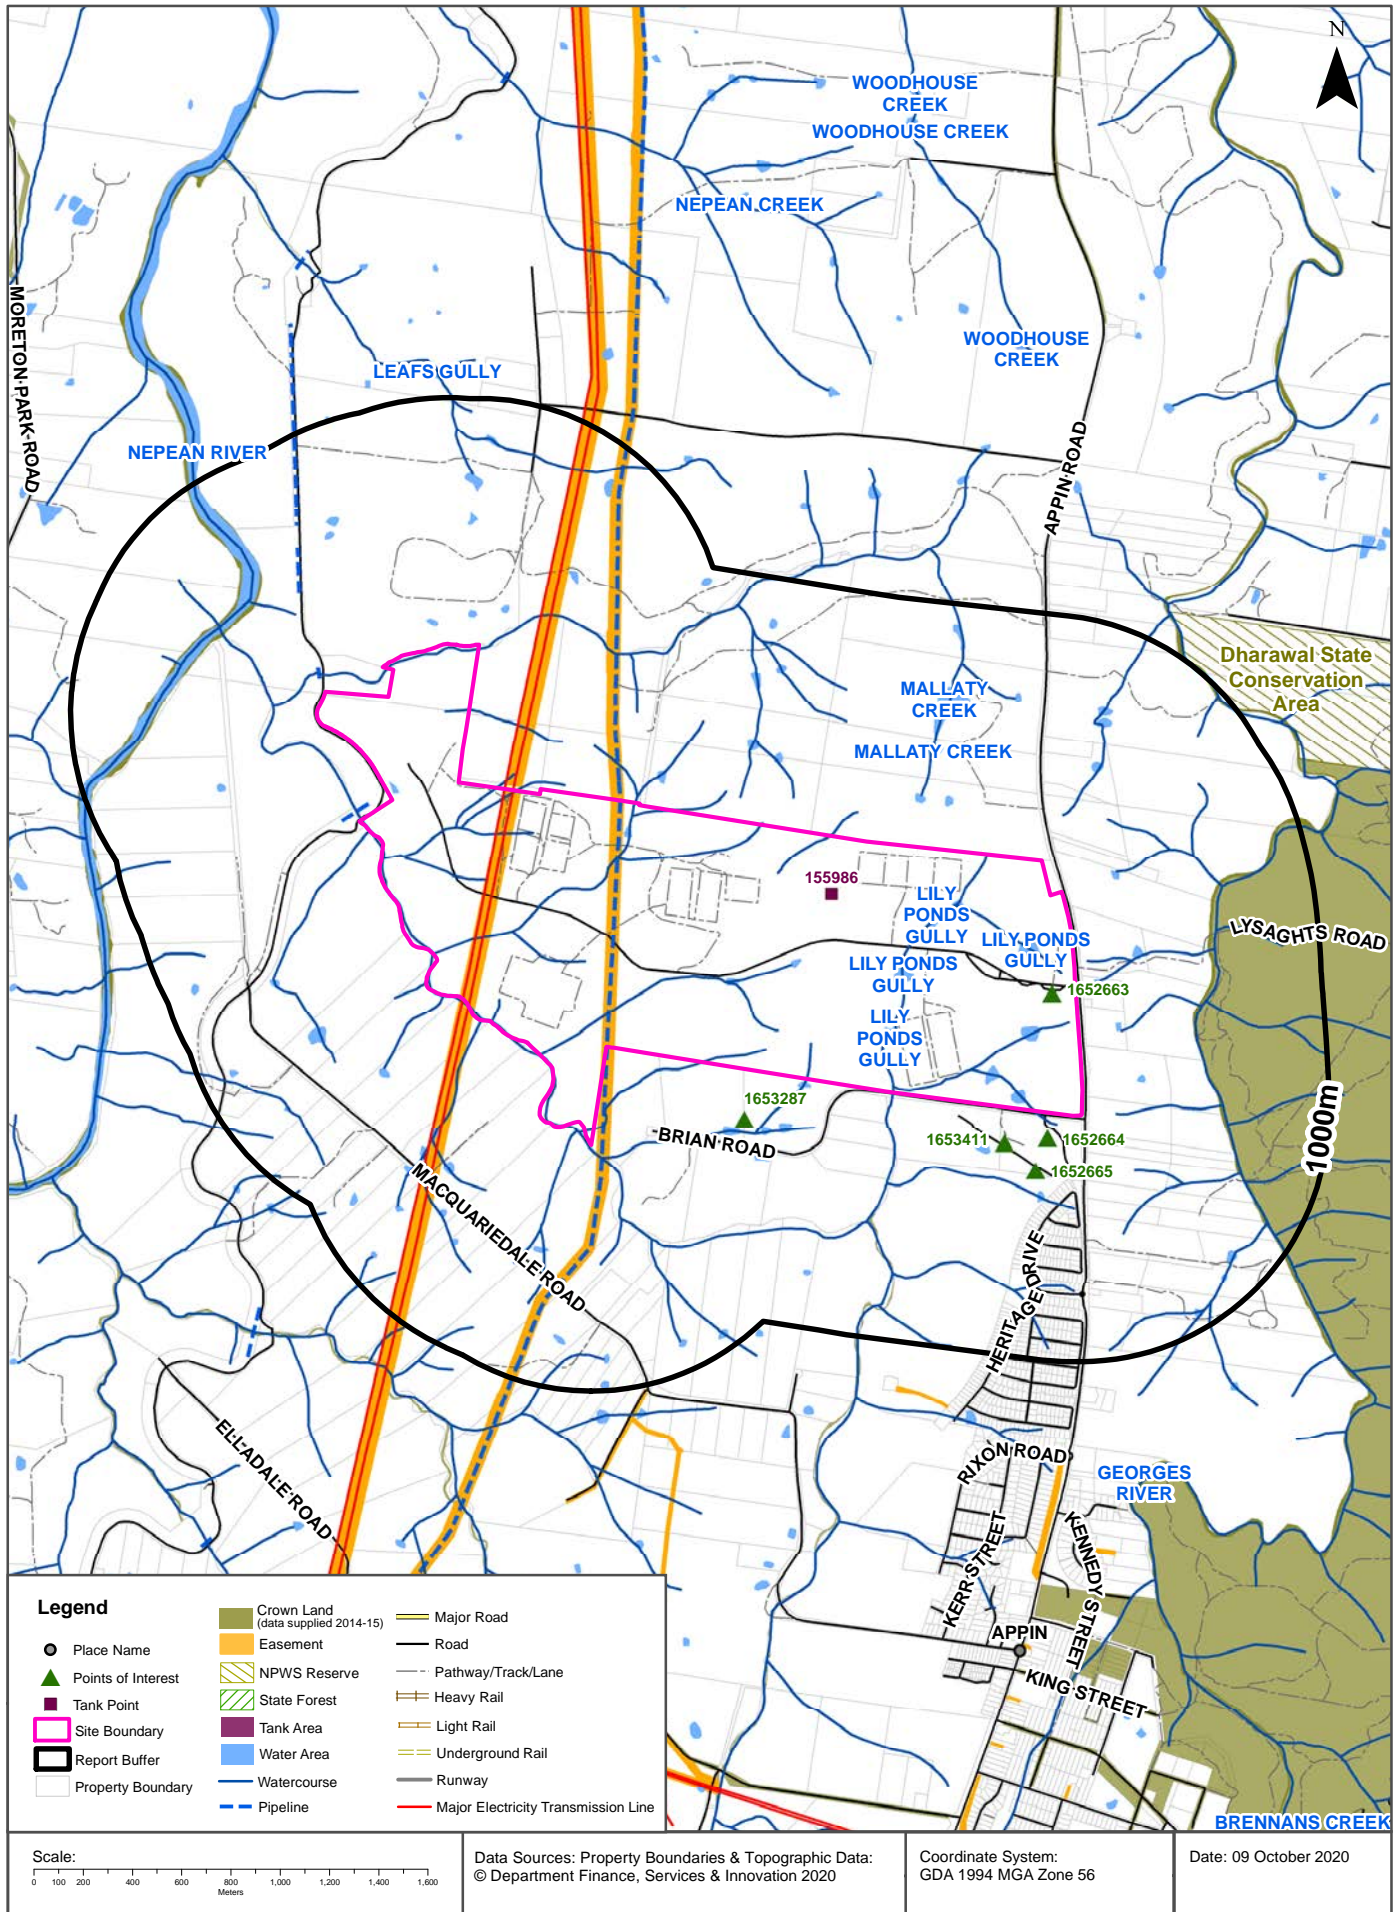 N
WOODHOUSE
CREEK
WOODHOUSE CREEK
NEPEAN CREEK
MORETON PARK ROAD
WOODHOUSE
CREEK
LEAFS GULLY
NEPEAN RIVER
APPIN ROAD
Dharawal State
Conservation
Area
MALLATY
CREEK
MALLATY CREEK
155986
LILY
PONDS
GULLY
LILY PONDS
GULLY
LYSAGHTS ROAD
LILY PONDS
GULLY
1652663
LILY
PONDS
GULLY
1653287
1000m
BRIAN ROAD
1653411
1652664
1652665
MACQUARIEDALE ROAD
HERITAGE DRIVE
ELLADALE ROAD
RIXON ROAD
GEORGES
RIVER
KERR STREET
KENNEDY STREET
APPIN
KING STREET
BRENNANS CREEK
Legend
Place Name
Points of Interest
Tank Point
Site Boundary
Report Buffer
Property Boundary
Crown Land
(data supplied 2014-15)
Easement
NPWS Reserve
State Forest
Tank Area
Water Area
Watercourse
Pipeline
Major Road
Road
Pathway/Track/Lane
Heavy Rail
Light Rail
Underground Rail
Runway
Major Electricity Transmission Line
Scale:
0 100 200 400 600 800 1,000 1,200 1,400 1,600
Meters
Data Sources: Property Boundaries & Topographic Data:
© Department Finance, Services & Innovation 2020
Coordinate System:
GDA 1994 MGA Zone 56
Date: 09 October 2020